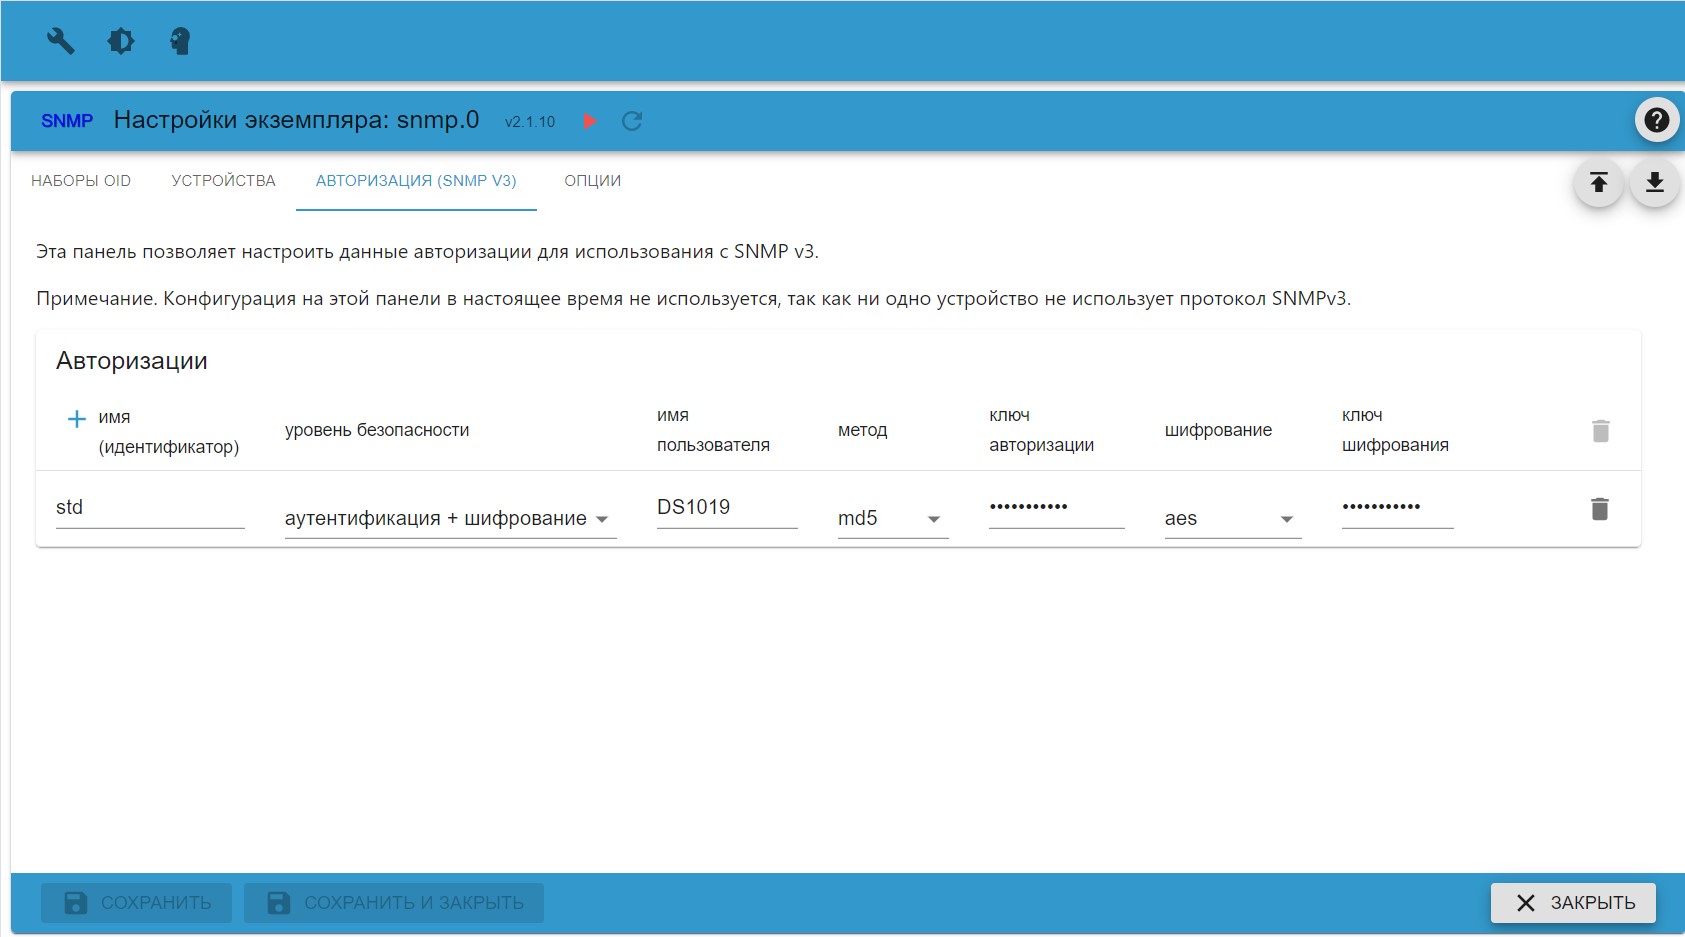 SNMP Настройки экземпляра: snmp.0 v2.1.10
НАБОРЫ OID УСТРОЙСТВА АВТОРИЗАЦИЯ (SNMP V3) ОПЦИИ
Эта панель позволяет настроить данные авторизации для использования с SNMP v3.
Примечание. Конфигурация на этой панели в настоящее время не используется, так как ни одно устройство не использует протокол SNMPv3.
Авторизации
имя
(идентификатор)
уровень безопасности
имя
пользователя
метод
ключ
авторизации
шифрование
ключ
шифрования
std аутентификация + шифрование DS1019 md5 ••••••••••• aes •••••••••••
СОХРАНИТЬ СОХРАНИТЬ И ЗАКРЫТЬ ЗАКРЫТЬ